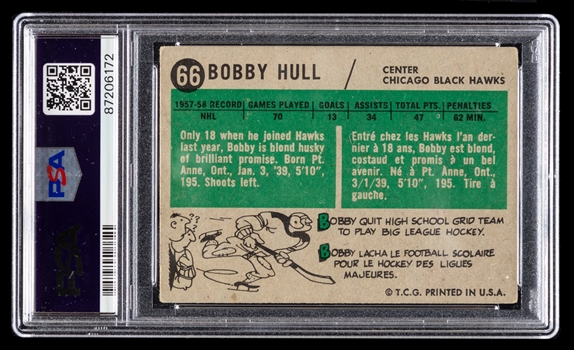 66 BOBBY HULL / CENTER
CHICAGO BLACK HAWKS
1957-58 RECORD GAMES PLAYED GOALS ASSISTS TOTAL PTS. PENALTIES
NHL 70 13 34 47 62 MIN.
Only 18 when he joined Hawks
last year, Bobby is blond husky
of brilliant promise. Born Pt.
Anne, Ont., Jan. 3, '39, 5'10",
195. Shoots left.
Entré chez les Hawks l'an der-
nier à 18 ans, Bobby est blond,
costaud et promis à un bel
avenir. Né à Pt. Anne, Ont.,
3/1/39, 5'10", 195. Tire à
gauche.
BOBBY QUIT HIGH SCHOOL GRID TEAM
TO PLAY BIG LEAGUE HOCKEY.
BOBBY LACHA LE FOOTBALL SCOLAIRE
POUR LE HOCKEY DES LIGUES
MAJEURES.
© T.C.G. PRINTED IN U.S.A.
87206172
PSA
PSA